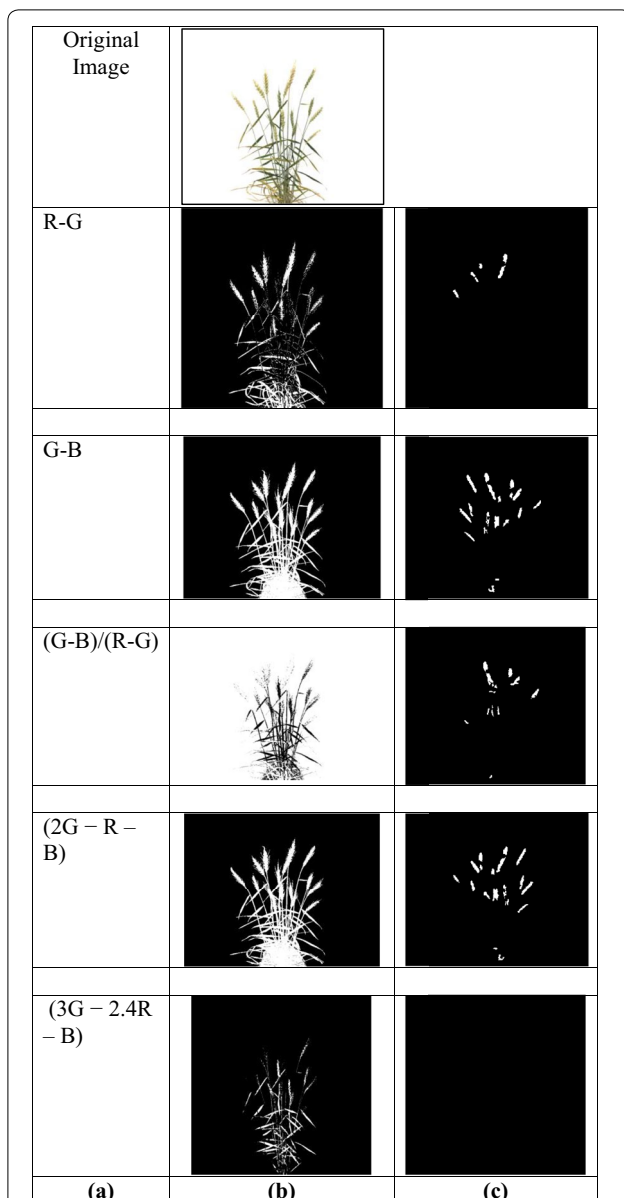 Original
Image
R-G
G-B
(G-B)/(R-G)
(2G − R –
B)
(3G − 2.4R
– B)
(a) (b) (c)